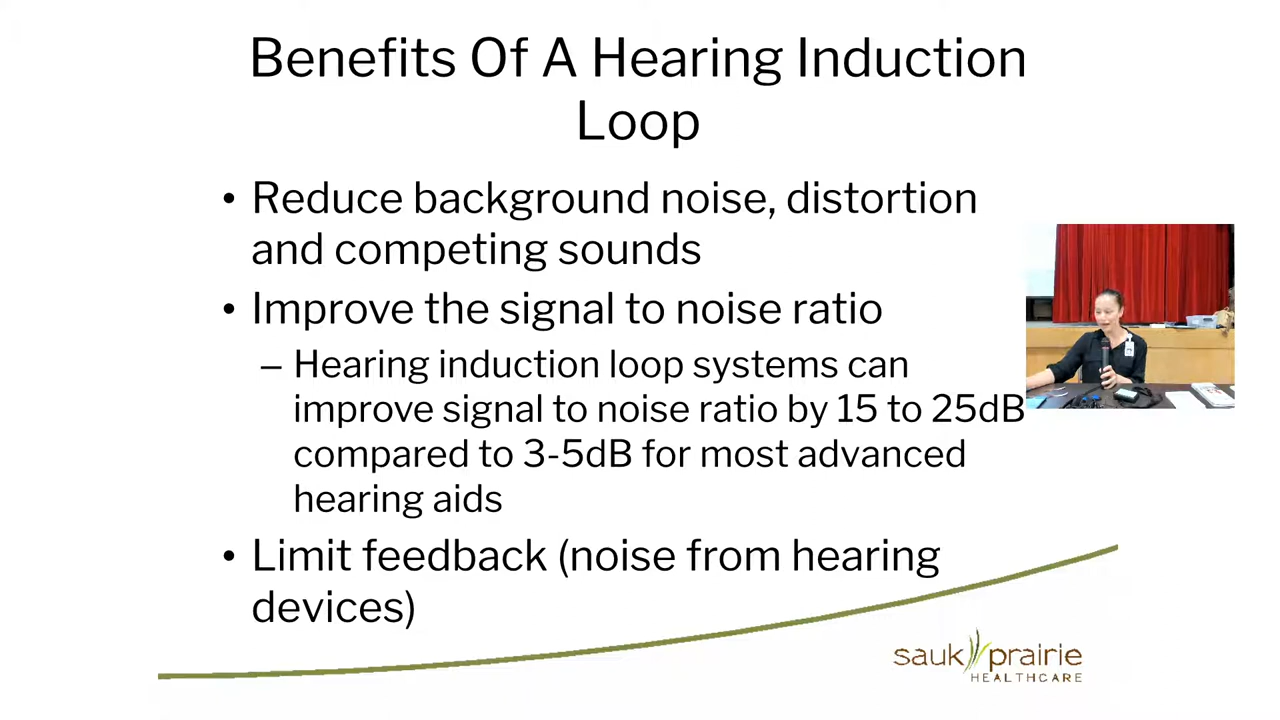 Benefits Of A Hearing Induction
Loop
• Reduce background noise, distortion
and competing sounds
• Improve the signal to noise ratio
– Hearing induction loop systems can
improve signal to noise ratio by 15 to 25dB
compared to 3-5dB for most advanced
hearing aids
• Limit feedback (noise from hearing
devices)
sauk prairie
HEALTHCARE